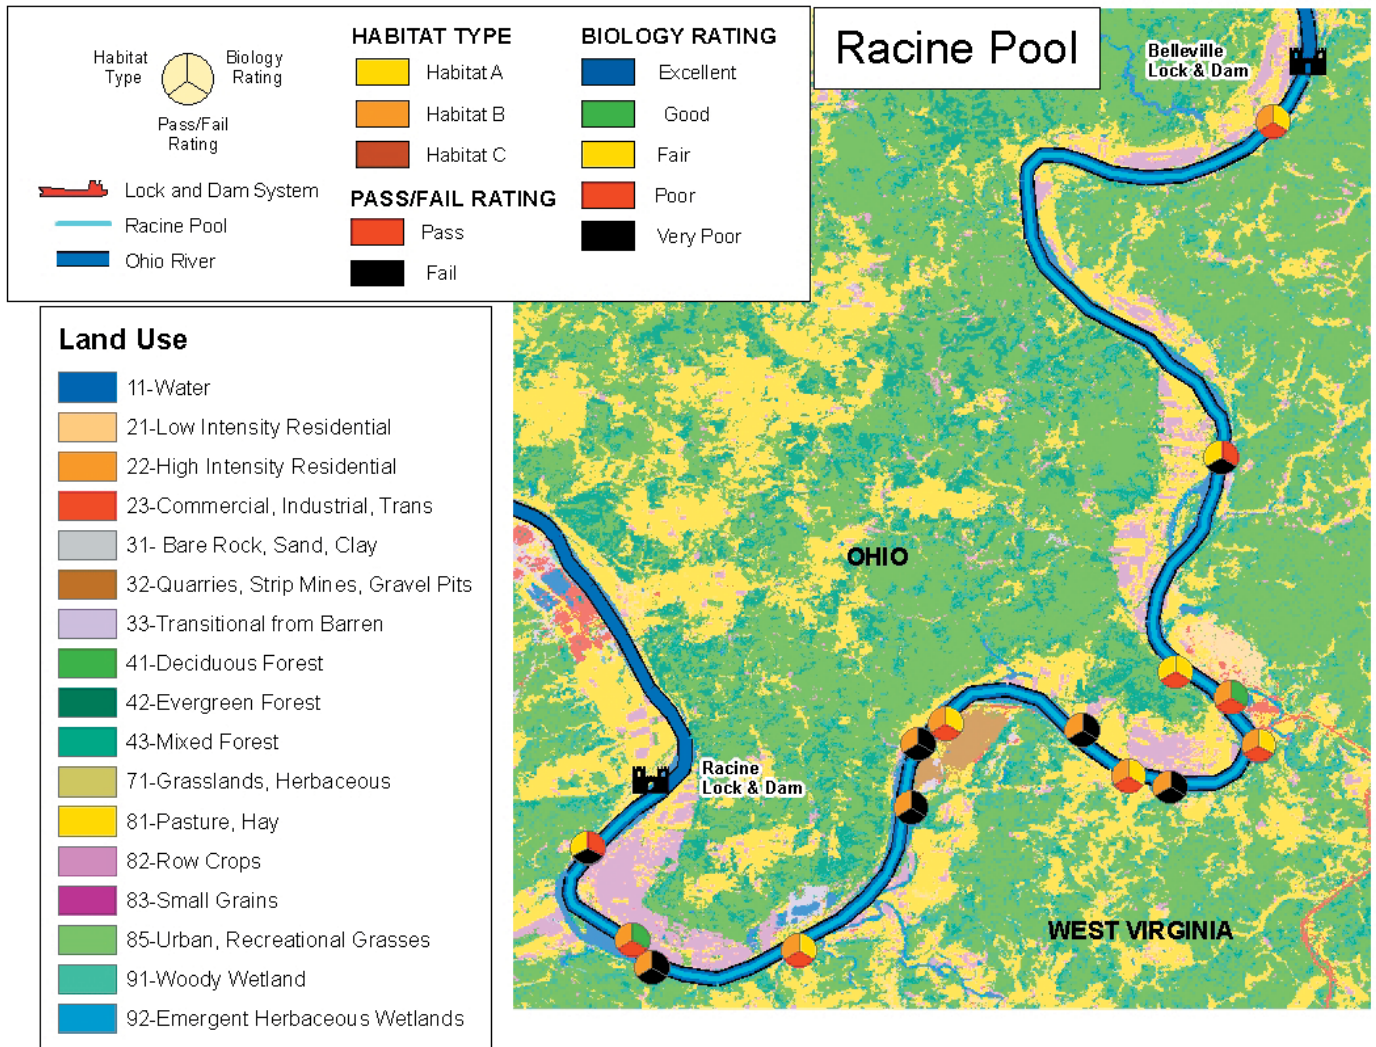 Racine Pool
Habitat
Type
Biology
Rating
Pass/Fail
Rating
Lock and Dam System
Racine Pool
Ohio River
HABITAT TYPE
Habitat A
Habitat B
Habitat C
PASS/FAIL RATING
Pass
Fail
BIOLOGY RATING
Excellent
Good
Fair
Poor
Very Poor
Land Use
11-Water
21-Low Intensity Residential
22-High Intensity Residential
23-Commercial, Industrial, Trans
31- Bare Rock, Sand, Clay
32-Quarries, Strip Mines, Gravel Pits
33-Transitional from Barren
41-Deciduous Forest
42-Evergreen Forest
43-Mixed Forest
71-Grasslands, Herbaceous
81-Pasture, Hay
82-Row Crops
83-Small Grains
85-Urban, Recreational Grasses
91-Woody Wetland
92-Emergent Herbaceous Wetlands
Belleville
Lock & Dam
OHIO
Racine
Lock & Dam
WEST VIRGINIA